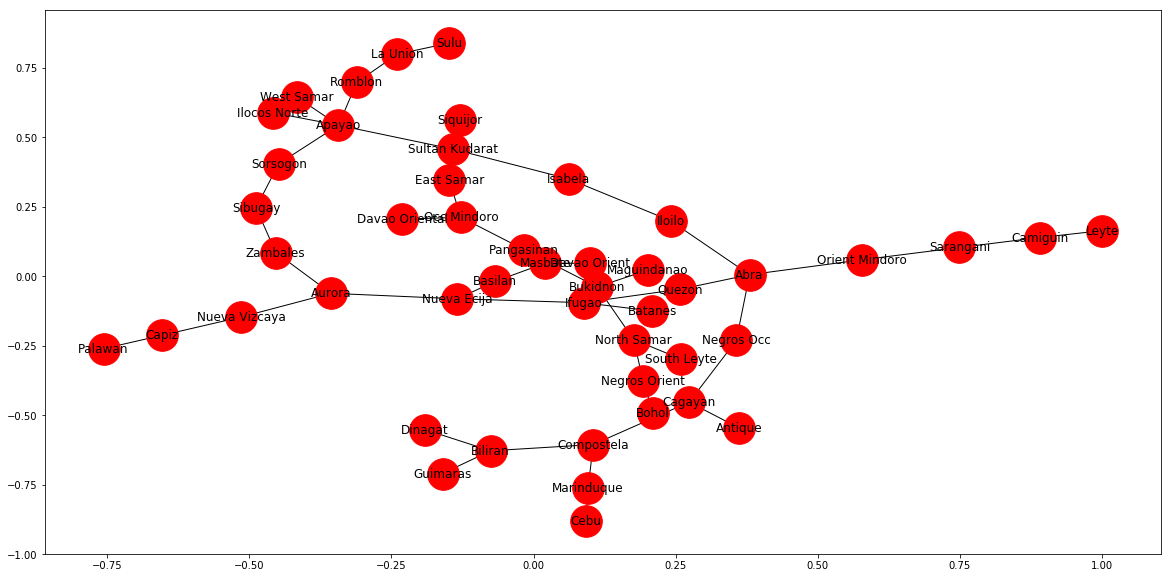 Sulu
La Union
0.75
Romblon
West Samar
Ilocos Norte
Siquijor
Apayao
0.50
Sultan Kudarat
Sorsogon
East Samar
Isabela
0.25
Sibugay
Davao Oriental
Occ Mindoro
Iloilo
Leyte
Camiguin
Sarangani
Zambales
Pangasinan
Orient Mindoro
Masbate
Davao Orient
Maquindanao
0.00
Abra
Basilan
Bukidnon
Quezon
Aurora
Nueva Ecija
Ifugao
Batanes
Nueva Vizcaya
Capiz
North Samar
Negros Occ
−0.25
Palawan
South Leyte
Negros Orient
Cagayan
−0.50
Bohol
Dinagat
Antique
Compostela
Biliran
Guimaras
−0.75
Marinduque
Cebu
−1.00
−0.75 −0.50 −0.25 0.00 0.25 0.50 0.75 1.00